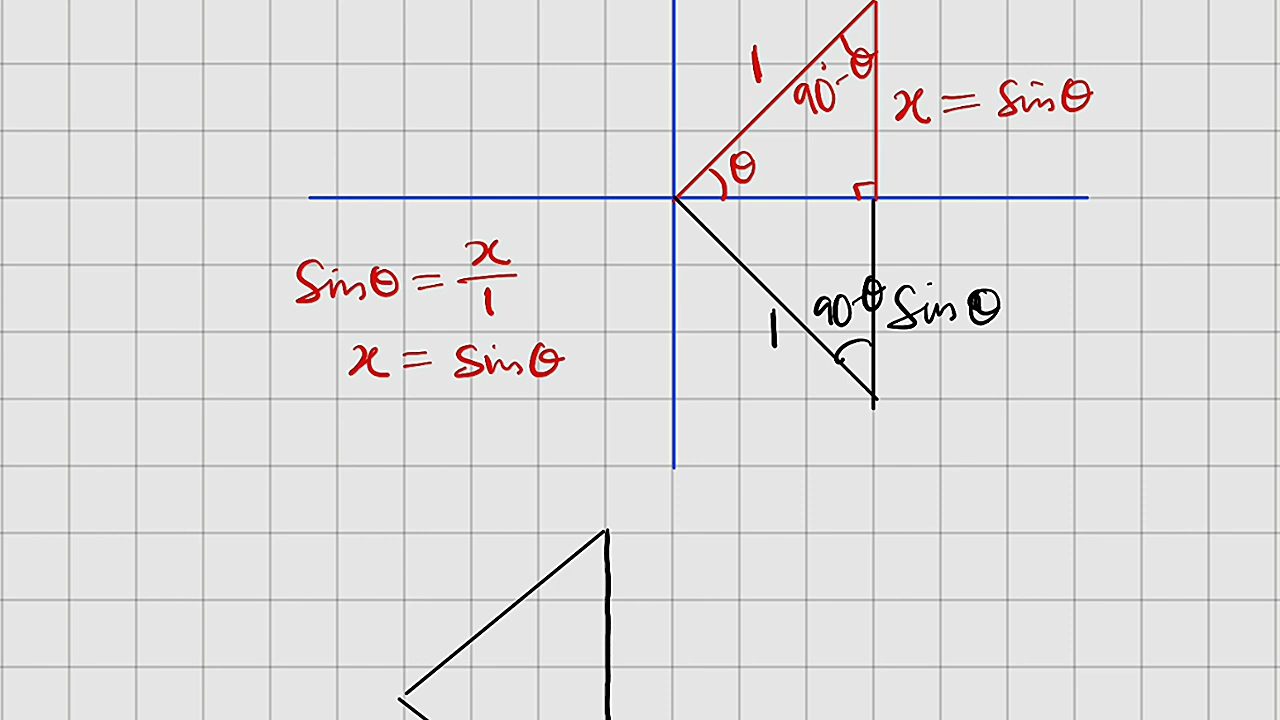 1
90°-θ
x = sinθ
θ
sinθ = x/1
x = sinθ
90-θ
sinθ
1